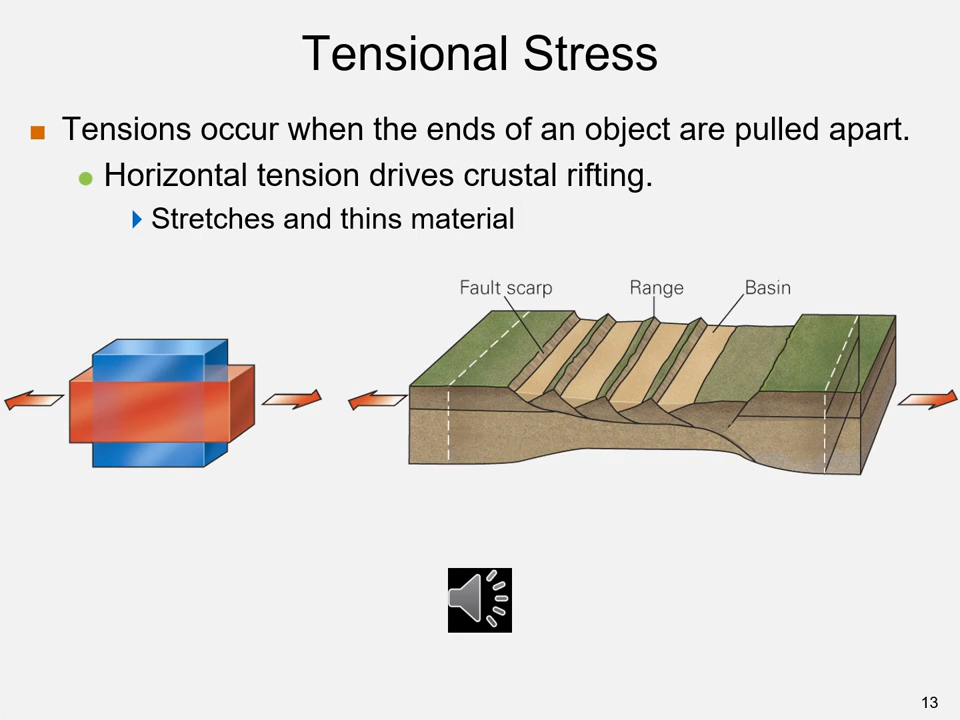 Tensional Stress
Tensions occur when the ends of an object are pulled apart.
Horizontal tension drives crustal rifting.
Stretches and thins material
Fault scarp
Range
Basin
13